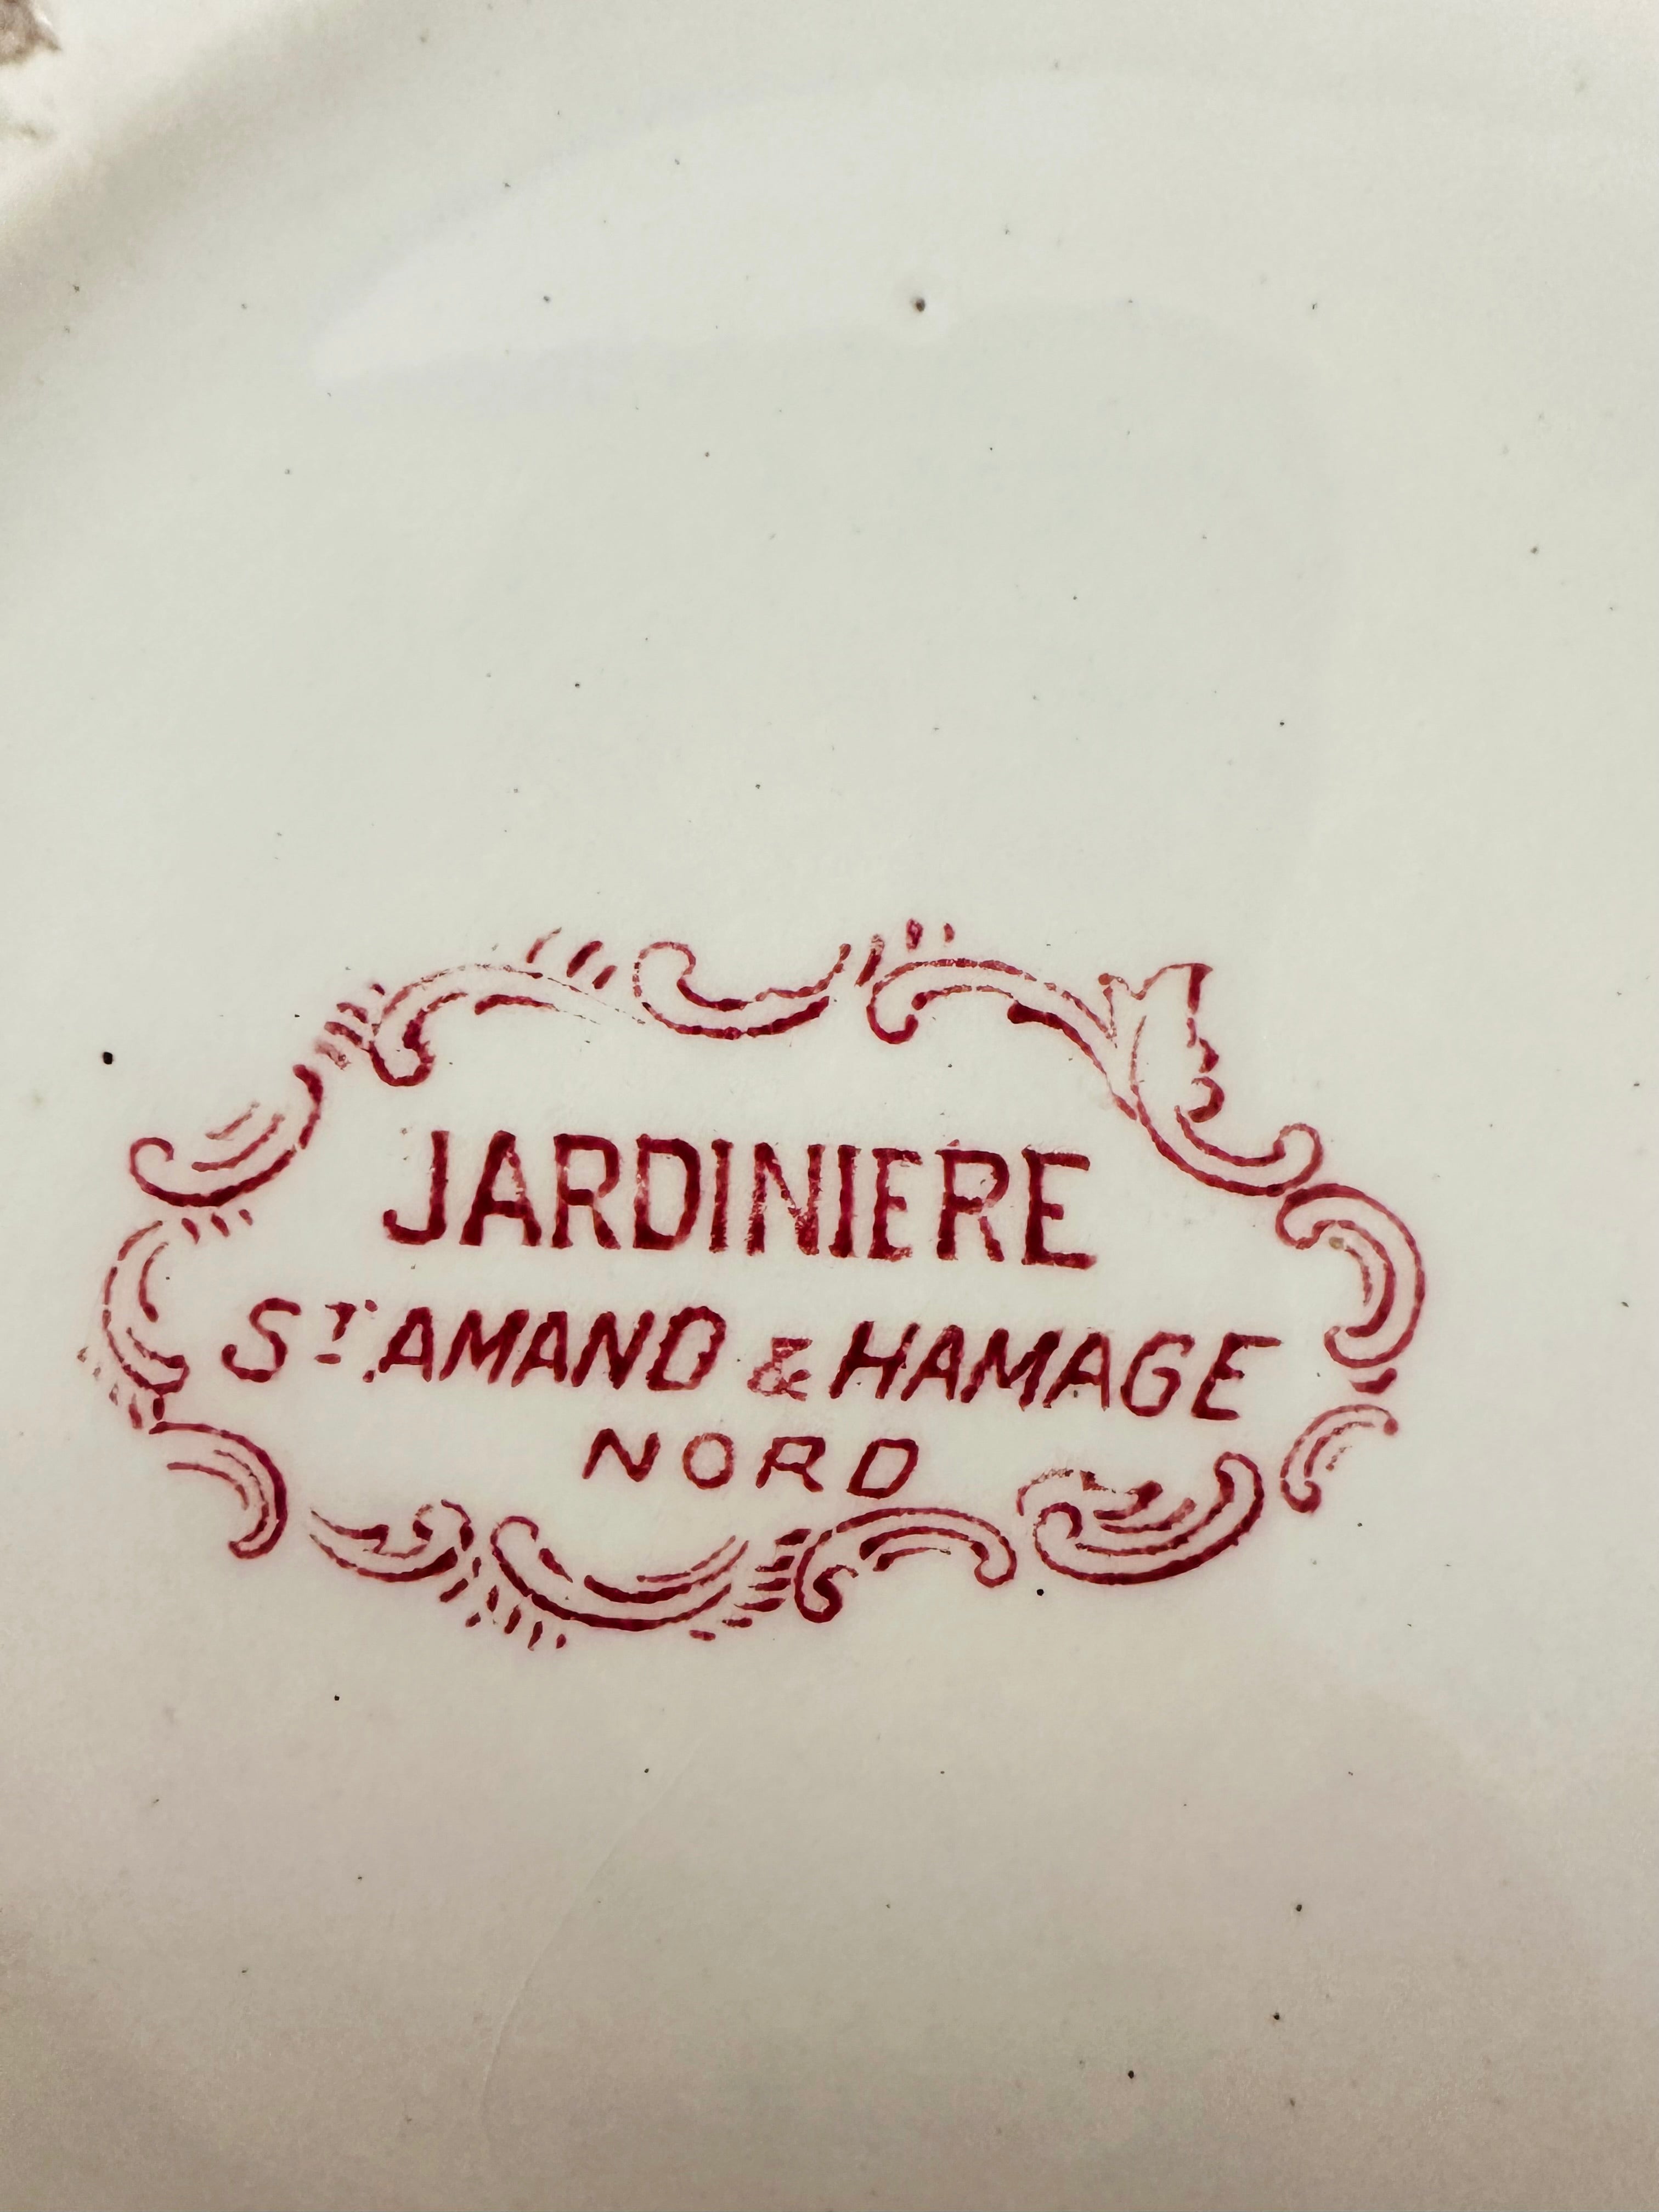 JARDINIERE
ST. AMAND & HAMAGE
NORD